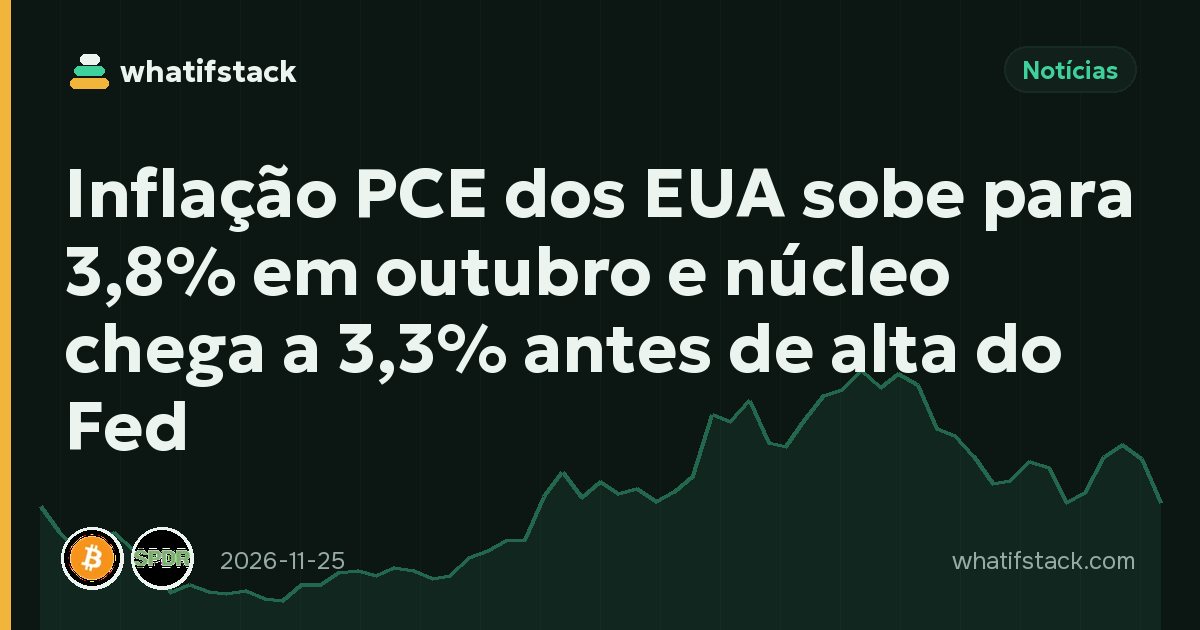 whatifstack
Notícias
Inflação PCE dos EUA sobe para
3,8% em outubro e núcleo
chega a 3,3% antes de alta do
Fed
SPDR
2026-11-25
whatifstack.com